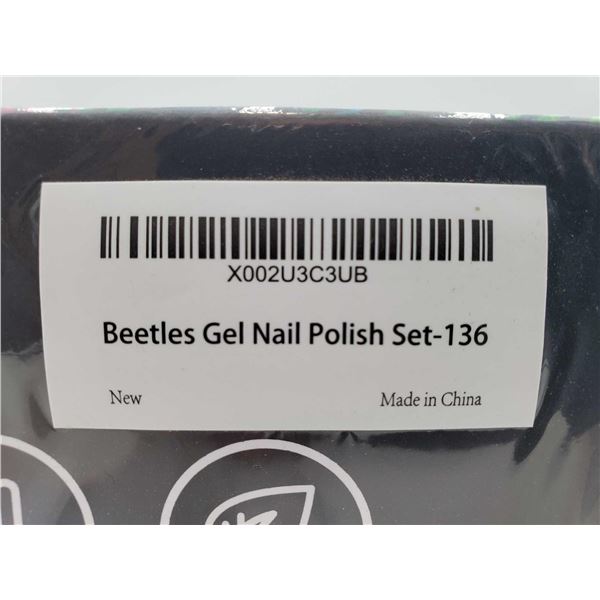 X002U3C3UB
Beetles Gel Nail Polish Set-136
New Made in China